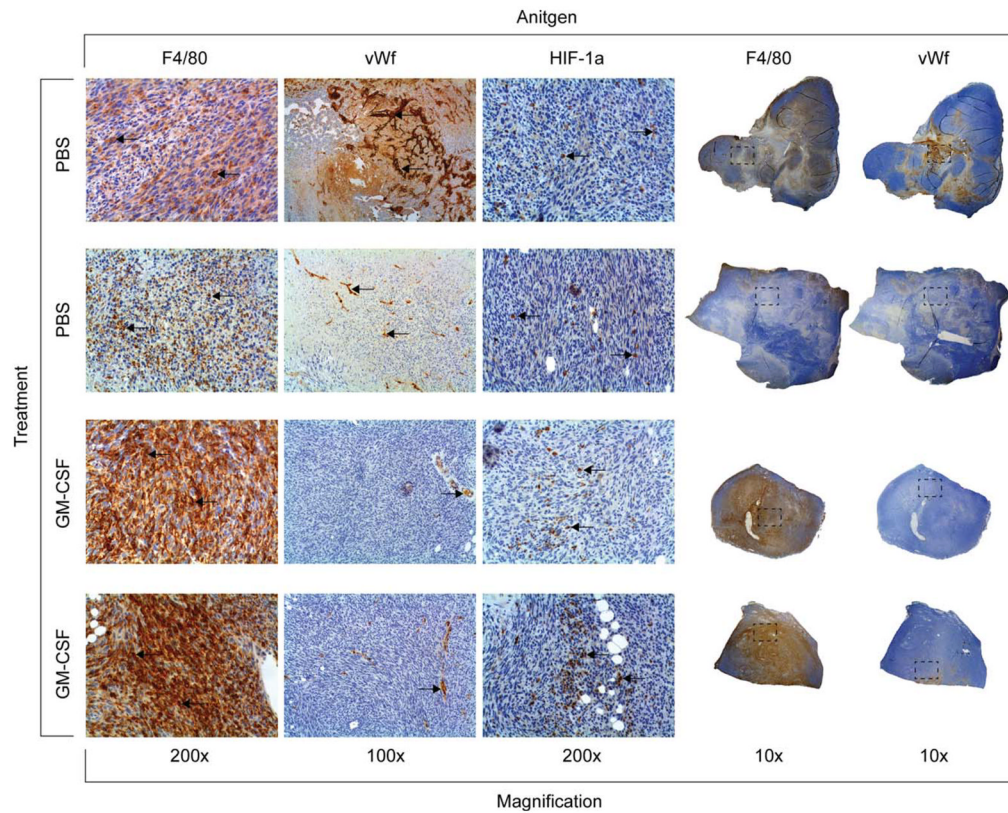 Anitgen
F4/80 vWf HIF-1a F4/80 vWf
Treatment
PBS
PBS
GM-CSF
GM-CSF
200x 100x 200x 10x 10x
Magnification